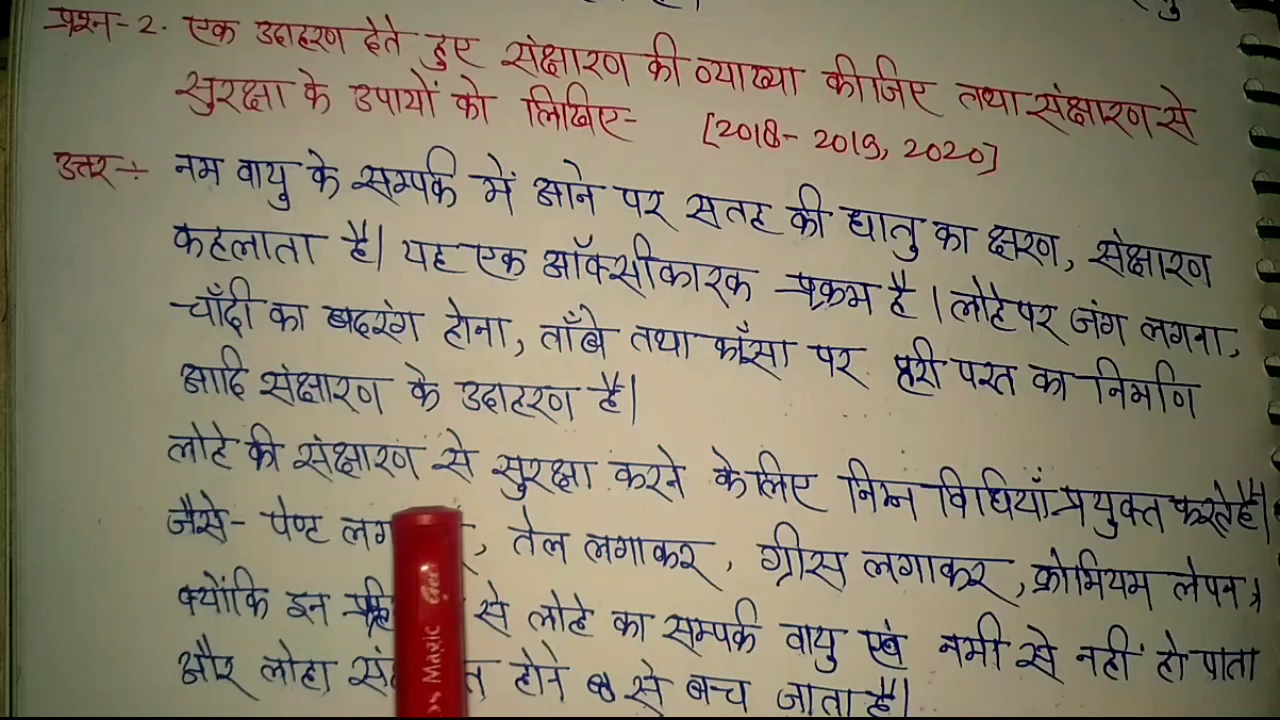 प्रश्न-2. एक उदाहरण देते हुए संक्षारण की व्याख्या कीजिए तथा संक्षारण से
सुरक्षा के उपायों को लिखिए- [2018-2019, 2020]
उत्तर÷ नम वायु के सम्पर्क में आने पर सतह की धातु का क्षरण, संक्षारण
कहलाता है। यह एक ऑक्सीकारक प्रक्रम है। लोहे पर जंग लगना,
चाँदी का बदरंग होना, ताँबे तथा काँसा पर हरी परत का निर्माण
आदि संक्षारण के उदाहरण है।
लोहे की संक्षारण से सुरक्षा करने के लिए निम्न विधियाँ प्रयुक्त करते है।
जैसे- पेण्ट , तेल लगाकर, ग्रीस लगाकर, क्रोमियम लेपन।
क्योंकि इन से लोहे का सम्पर्क वायु एवं नमी से नहीं हो पाता
और लोहा होने से बच जाता है।
Magic Gel